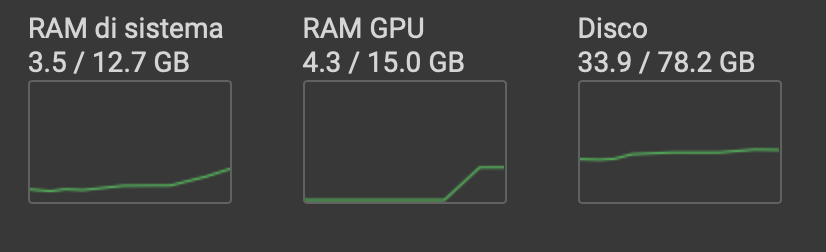 RAM di sistema
3.5 / 12.7 GB
RAM GPU
4.3 / 15.0 GB
Disco
33.9 / 78.2 GB